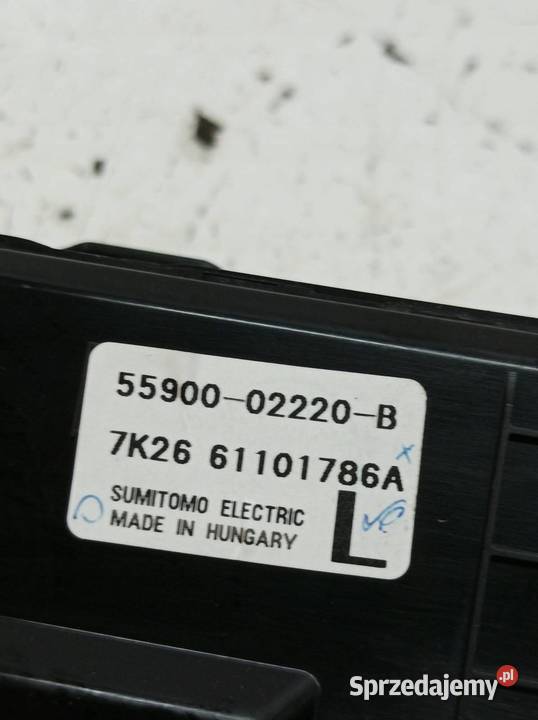 55900-02220-B
7K26 61101786A
SUMITOMO ELECTRIC
MADE IN HUNGARY
L
Sprzedajemy.pl